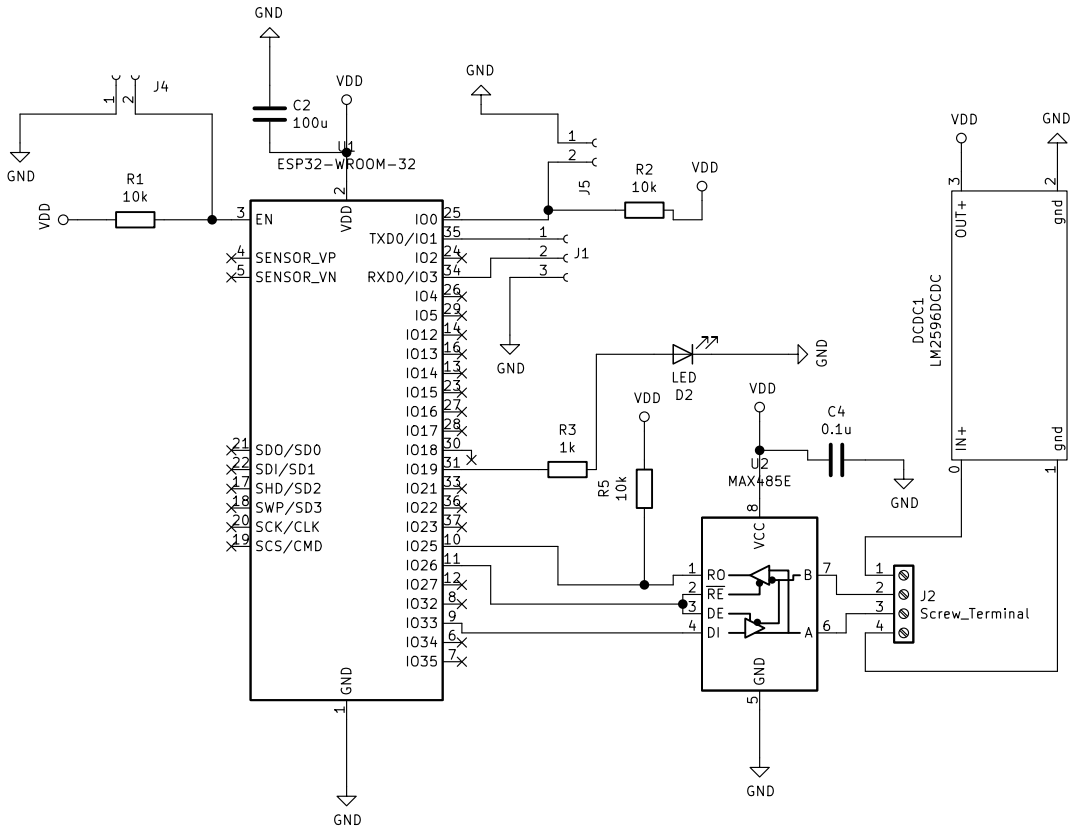 GND
J4
1
2
C2
100u
VDD
GND
U1
ESP32-WROOM-32
GND
R1
10k
VDD
1
2
J5
R2
10k
VDD
VDD
GND
3
2
OUT+
gnd
DCDC1
LM2596DCDC
IN+
gnd
0
1
2
VDD
3 EN
4 SENSOR_VP
5 SENSOR_VN
21 SDO/SD0
22 SDI/SD1
17 SHD/SD2
18 SWP/SD3
20 SCK/CLK
19 SCS/CMD
IO0 25
TXD0/IO1 35
IO2 24
RXD0/IO3 34
IO4 26
IO5 29
IO12 14
IO13 16
IO14 13
IO15 23
IO16 27
IO17 28
IO18 30
IO19 31
IO21 33
IO22 36
IO23 37
IO25 10
IO26 11
IO27 12
IO32 8
IO33 9
IO34 6
IO35 7
GND
1
GND
1
2
3
J1
GND
LED
D2
GND
R3
1k
VDD
R5
10k
VDD
C4
0.1u
GND
U2
MAX485E
8
VCC
1 RO
2 RE
3 DE
4 DI
B 7
A 6
GND
5
GND
1
2
3
4
J2
Screw_Terminal